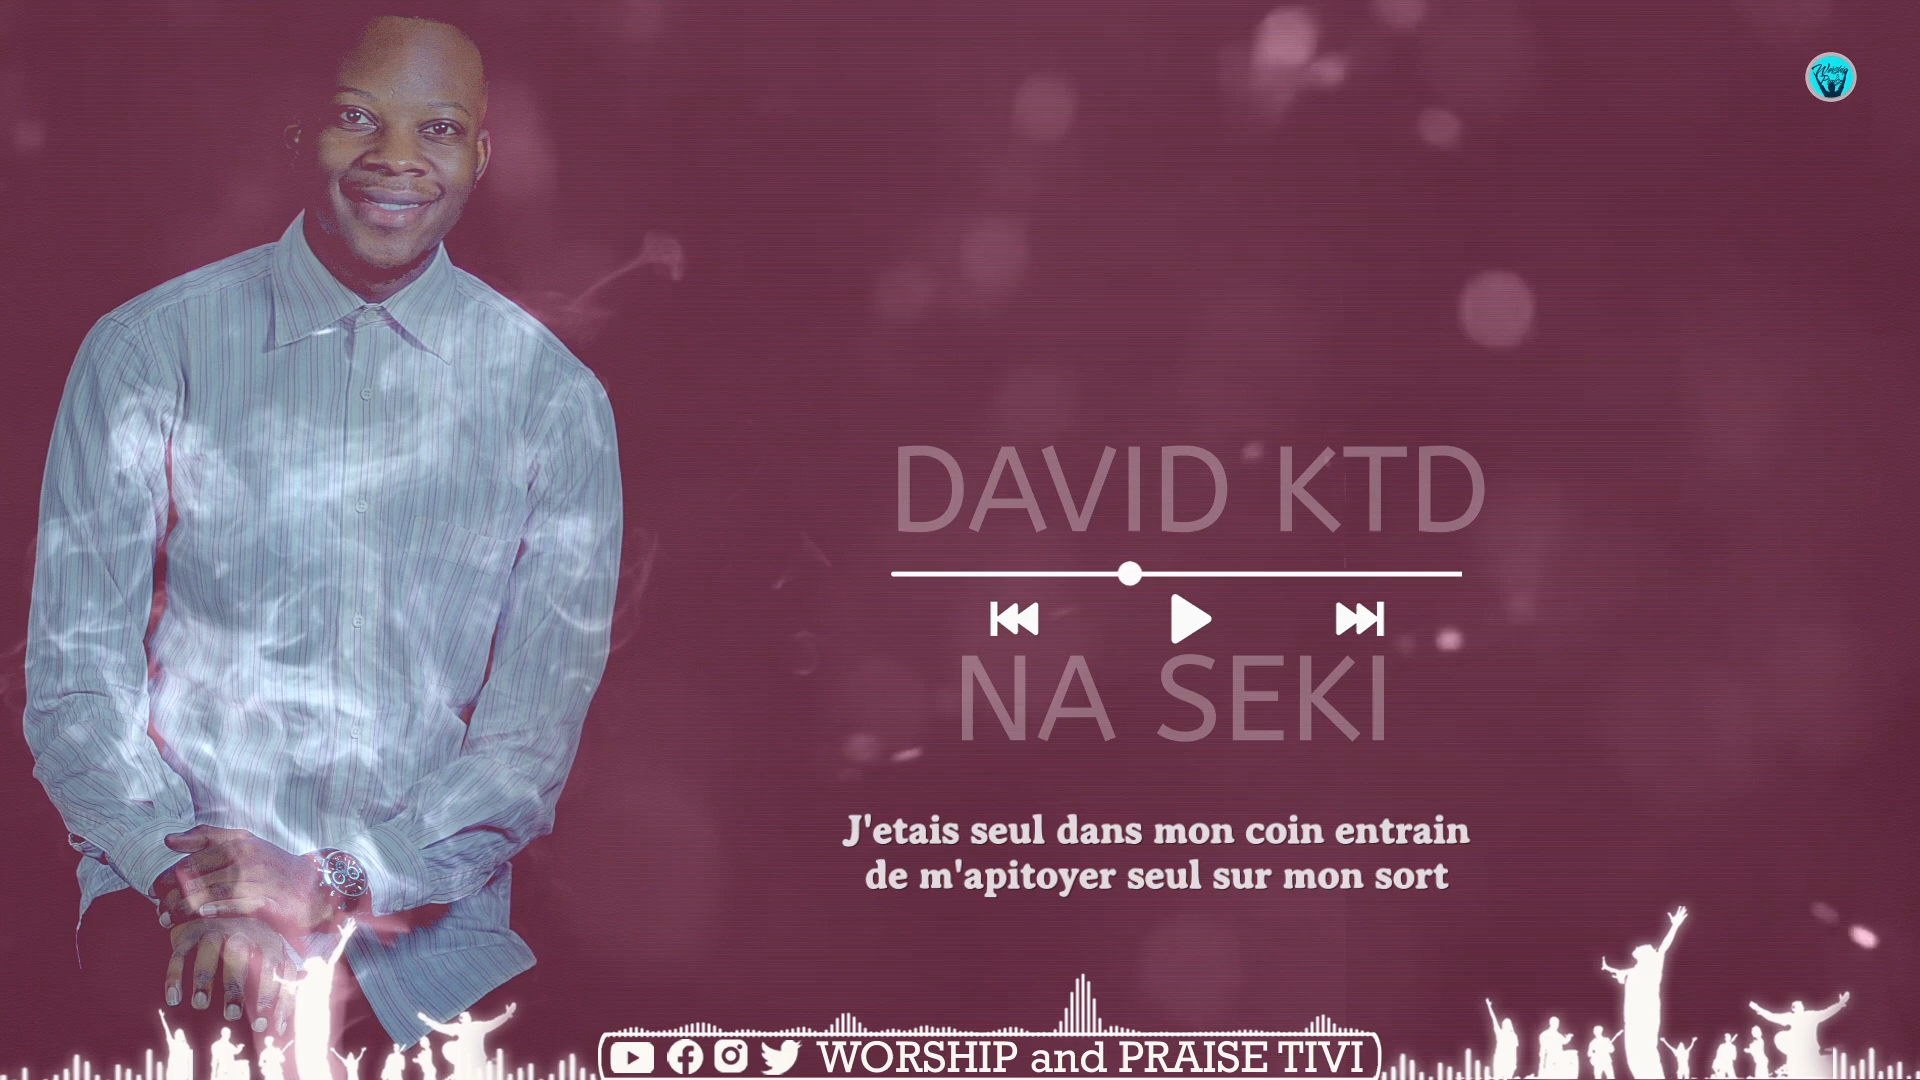 Worship
DAVID KTD
NA SEKI
J'etais seul dans mon coin entrain
de m'apitoyer seul sur mon sort
WORSHIP and PRAISE TIVI